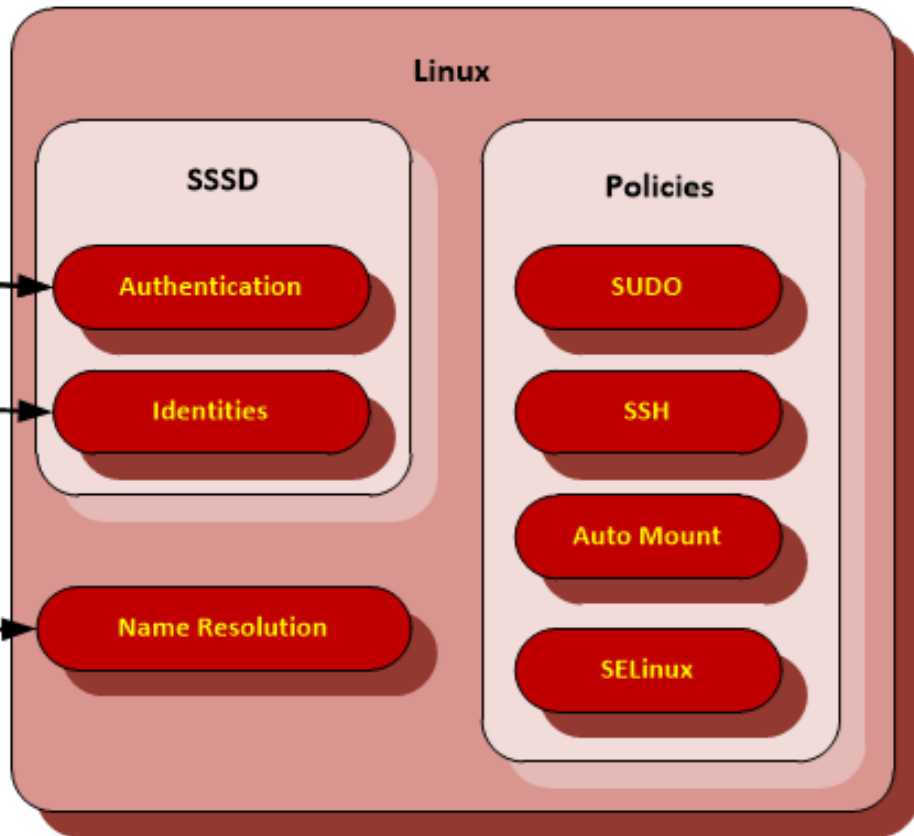 Linux
SSSD
Authentication
Identities
Name Resolution
Policies
SUDO
SSH
Auto Mount
SELinux